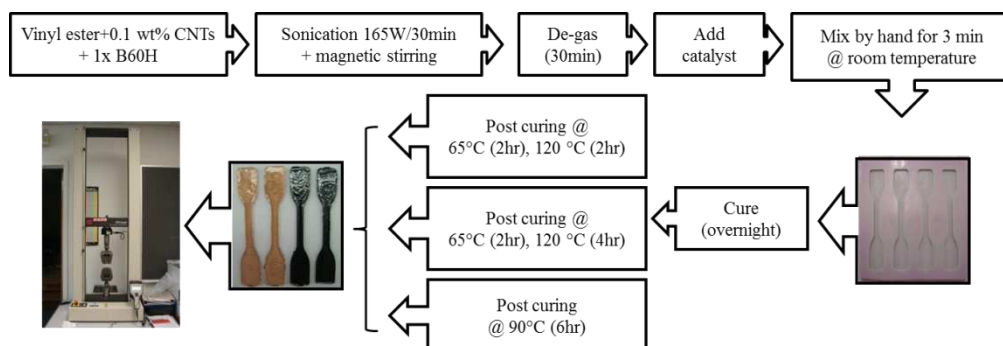 Vinyl ester+0.1 wt% CNTs
+ 1x B60H
Sonication 165W/30min
+ magnetic stirring
De-gas
(30min)
Add
catalyst
Mix by hand for 3 min
@ room temperature
Cure
(overnight)
Post curing @
65°C (2hr), 120 °C (2hr)
Post curing @
65°C (2hr), 120°C (4hr)
Post curing
@ 90°C (6hr)